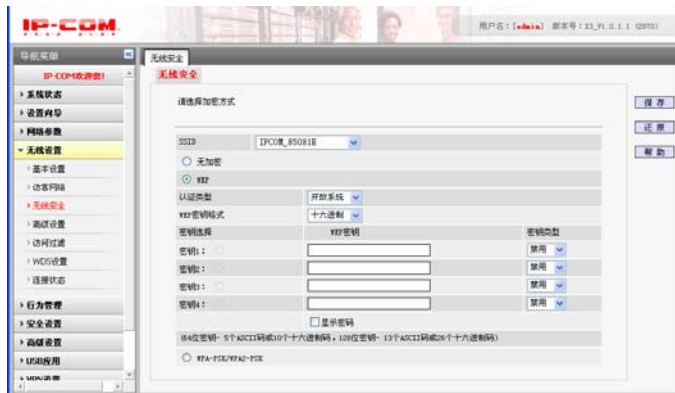 IP-COM
用户名：[admin] 版本号：
导航菜单
无线安全
IP-COM欢迎您！
无线安全
系统状态
设置向导
网络参数
无线设置
基本设置
访客网络
无线安全
高级设置
访问过滤
WDS设置
连接状态
行为管理
安全设置
高级设置
USB应用
VPN设置
请选择加密方式
SSID IPCOM_85081E
无加密
WEP
认证类型 开放系统
WEP密钥格式 十六进制
密钥选择 WEP密钥 密钥类型
密钥1： 禁用
密钥2： 禁用
密钥3： 禁用
密钥4： 禁用
显示密码
(64位密钥- 5个ASCII码或10个十六进制码，128位密钥- 13个ASCII码或26个十六进制码)
WPA-PSK/WPA2-PSK
保 存
还 原
帮 助